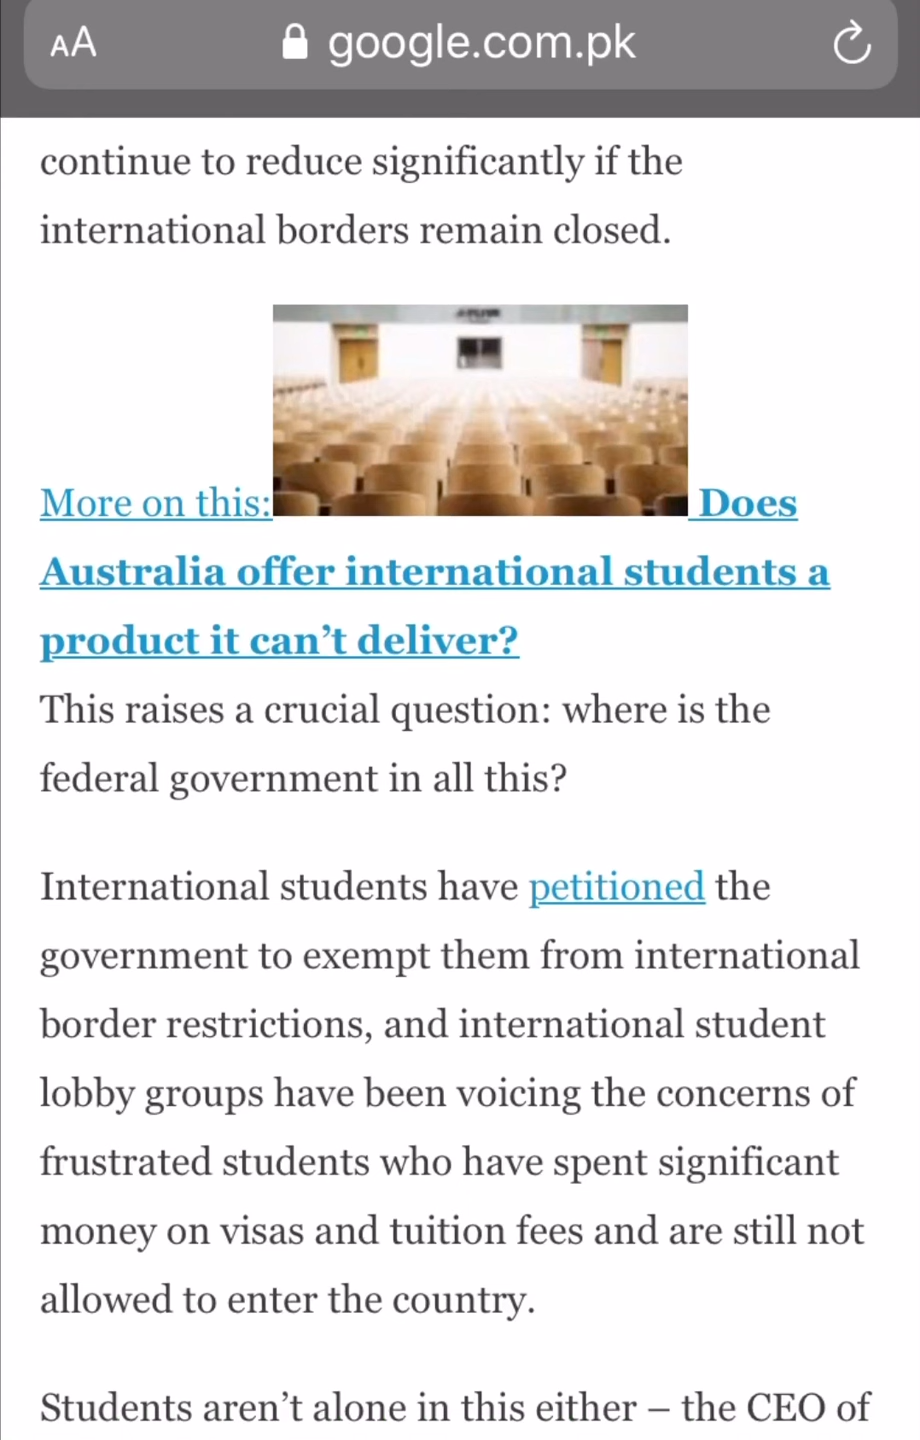 AA google.com.pk
continue to reduce significantly if the
international borders remain closed.
More on this: Does
Australia offer international students a
product it can’t deliver?
This raises a crucial question: where is the
federal government in all this?
International students have petitioned the
government to exempt them from international
border restrictions, and international student
lobby groups have been voicing the concerns of
frustrated students who have spent significant
money on visas and tuition fees and are still not
allowed to enter the country.
Students aren’t alone in this either – the CEO of